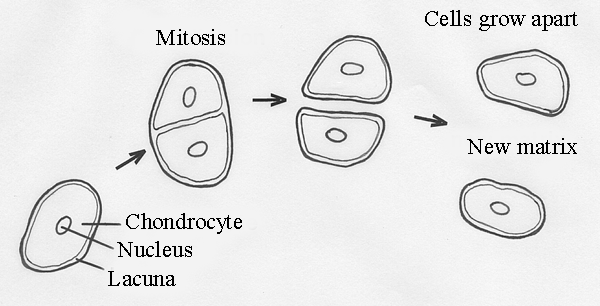 Cells grow apart
Mitosis
New matrix
Chondrocyte
Nucleus
Lacuna